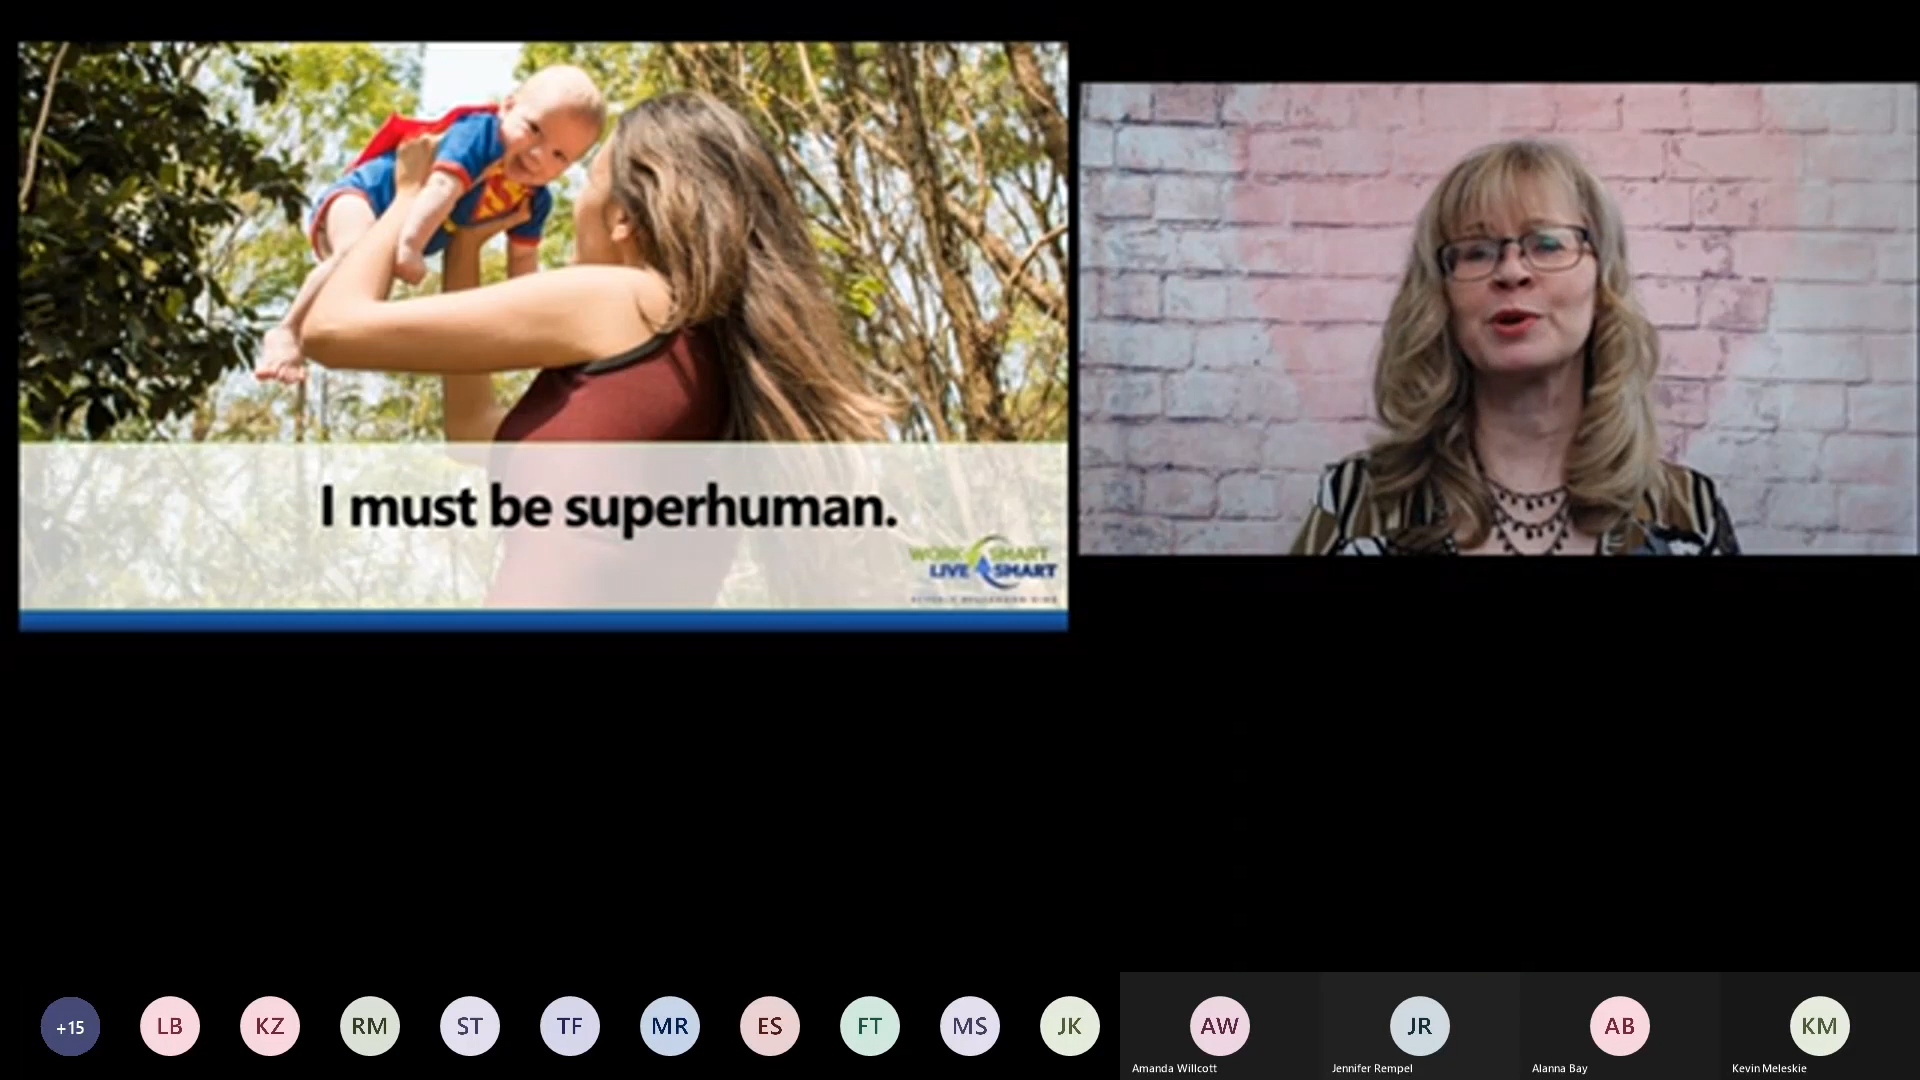 I must be superhuman.
WORK SMART
LIVE SMART
+15
LB
KZ
RM
ST
TF
MR
ES
FT
MS
JK
AW
JR
AB
KM
Amanda Willcott
Jennifer Rempel
Alanna Bay
Kevin Meleskie